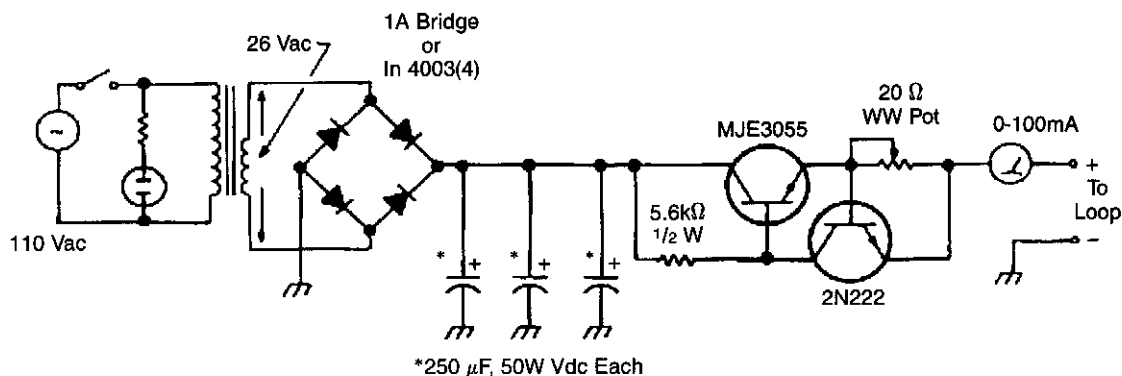 1A Bridge
or
In 4003(4)
26 Vac
~
110 Vac
MJE3055
20 Ω
WW Pot
0-100mA
+
To
Loop
-
5.6kΩ
1/2 W
2N222
* +
* +
* +
*250 μF, 50W Vdc Each